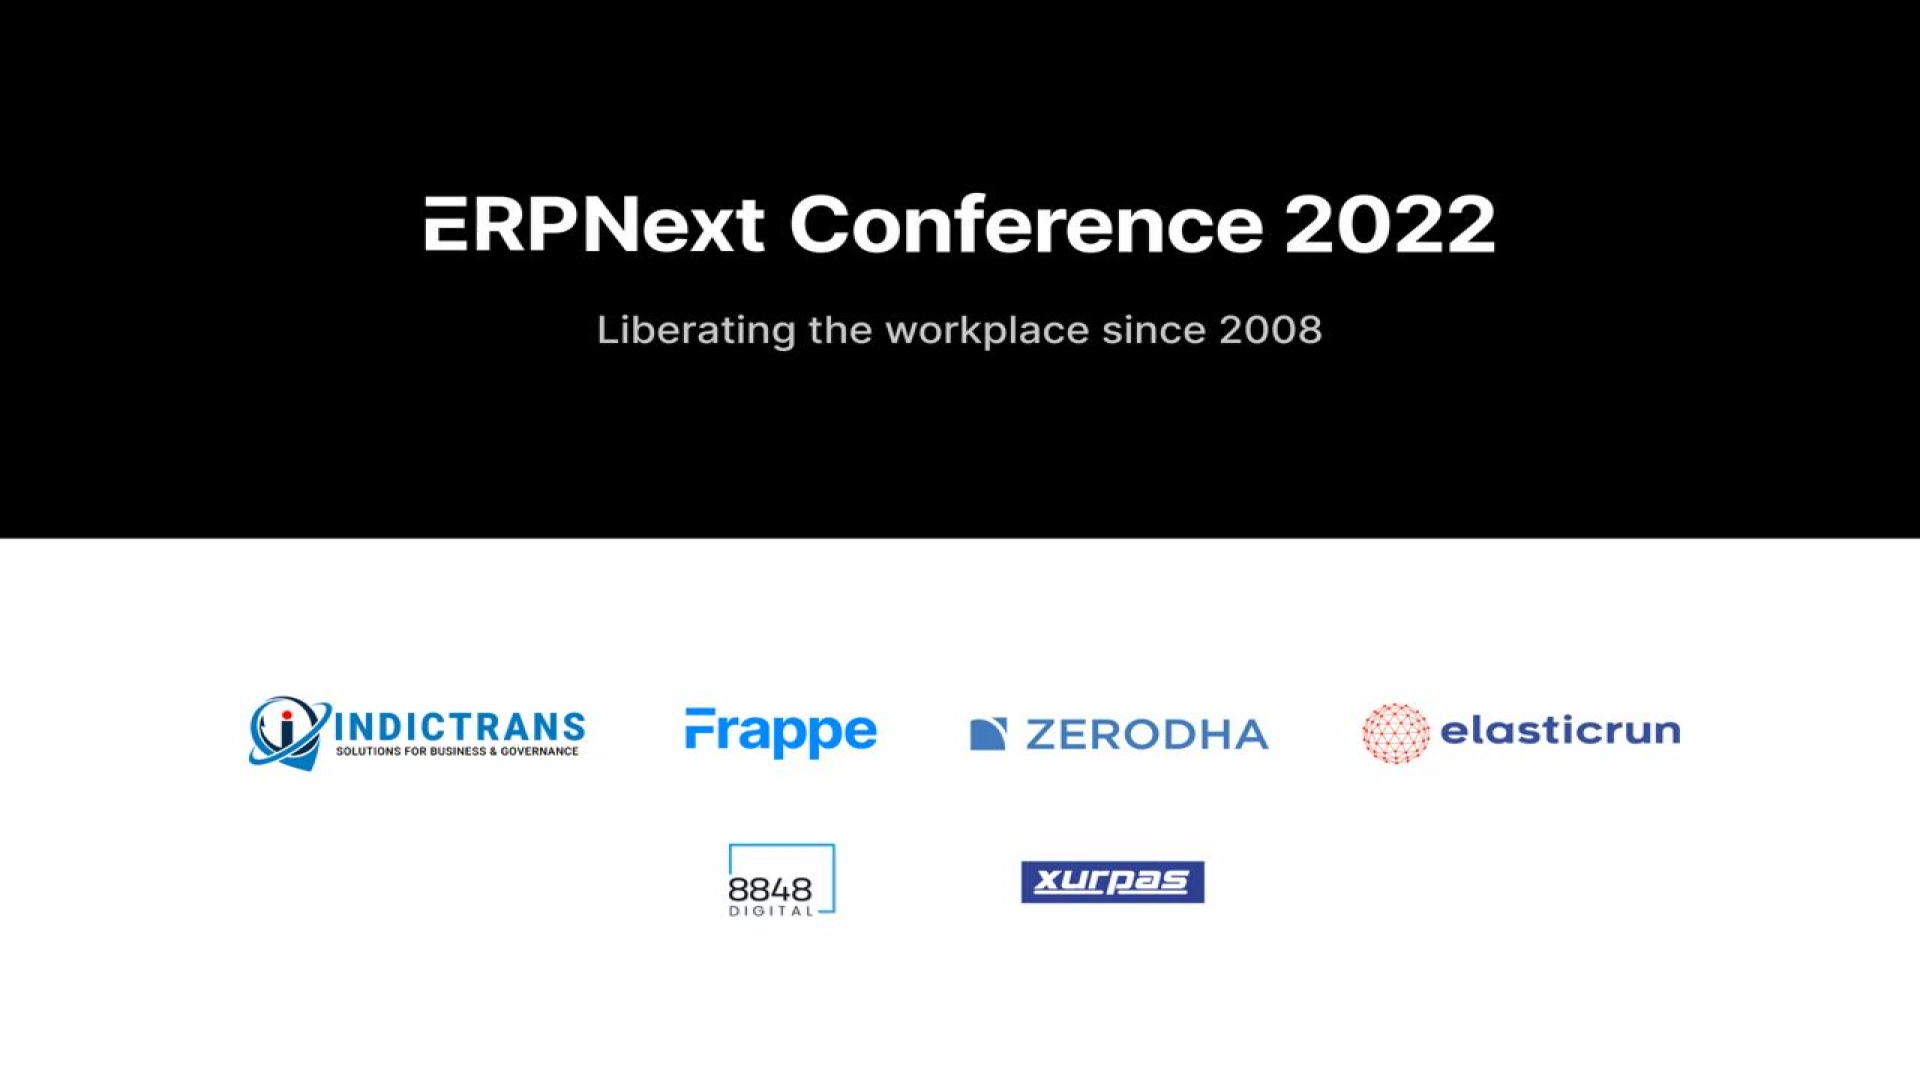 ERPNext Conference 2022
Liberating the workplace since 2008
INDICTRANS
SOLUTIONS FOR BUSINESS & GOVERNANCE
Frappe
ZERODHA
elasticrun
8848
DIGITAL
xurpas